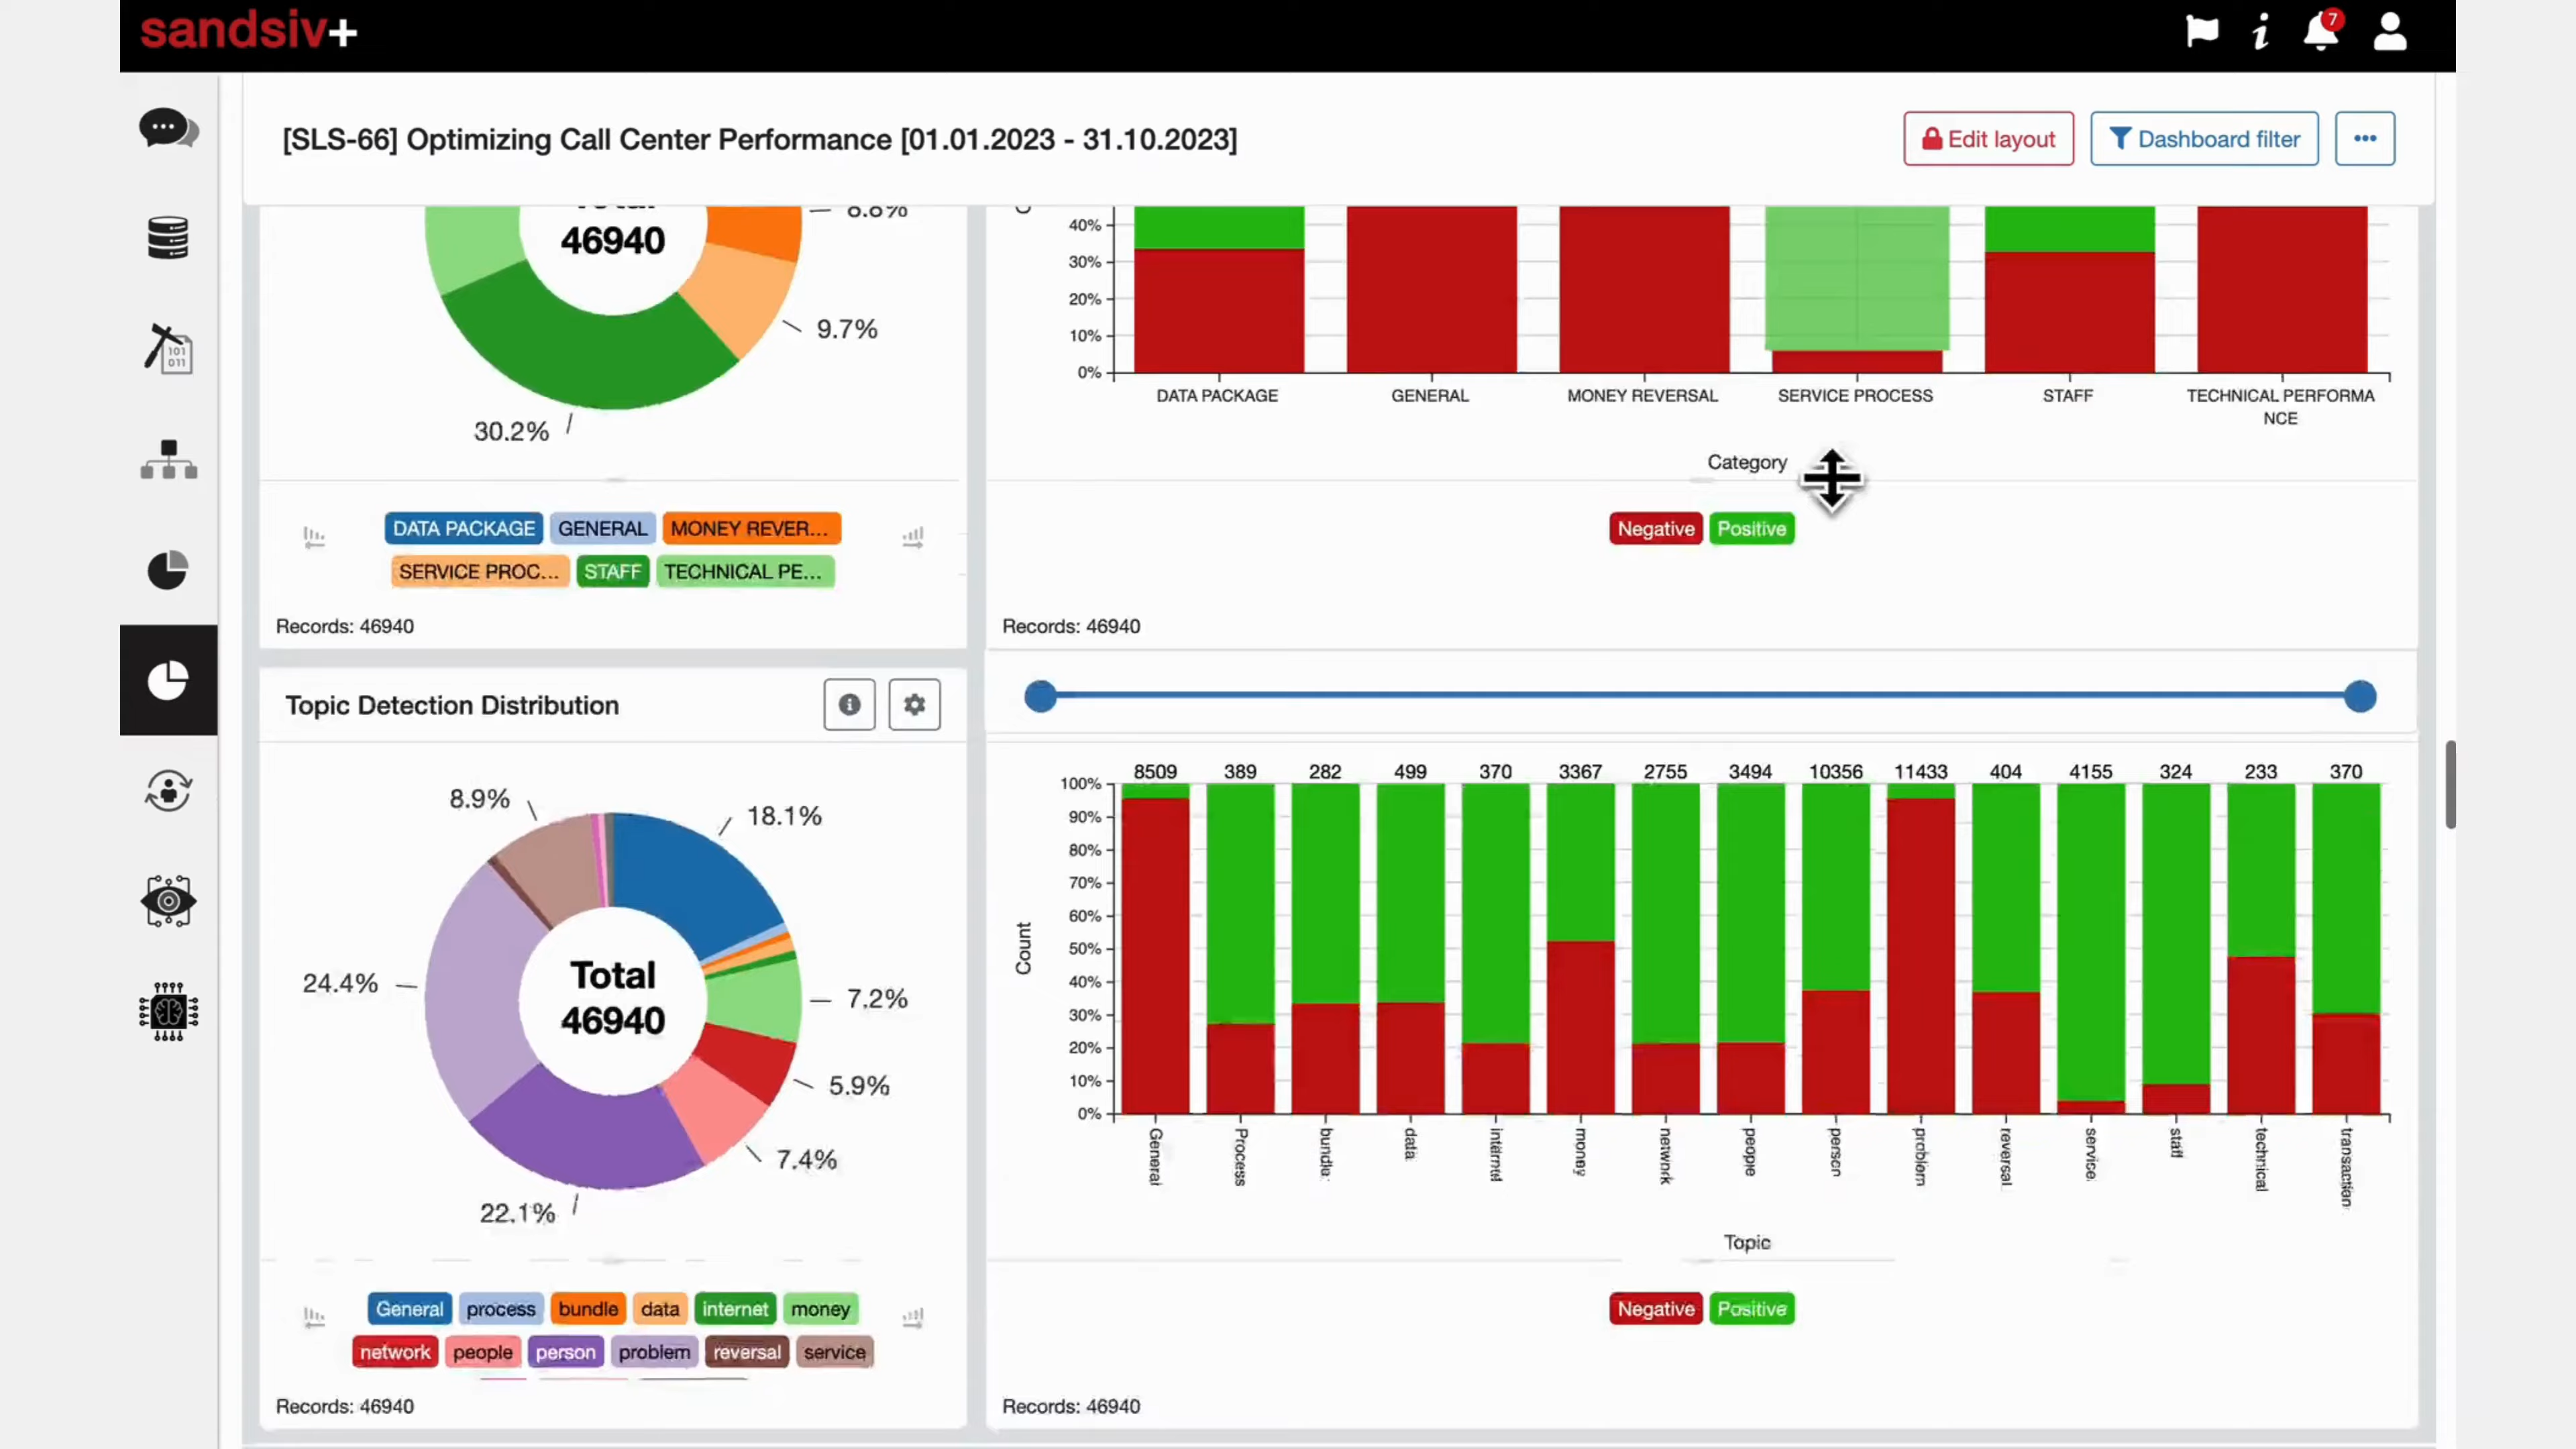 sandsiv+
7
[SLS-66] Optimizing Call Center Performance [01.01.2023 - 31.10.2023]
Edit layout
Dashboard filter
46940
8.8%
9.7%
30.2%
DATA PACKAGE GENERAL MONEY REVER...
SERVICE PROC... STAFF TECHNICAL PE...
Records: 46940
40%
30%
20%
10%
0%
DATA PACKAGE GENERAL MONEY REVERSAL SERVICE PROCESS STAFF TECHNICAL PERFORMA
NCE
Category
Negative Positive
Records: 46940
Topic Detection Distribution
8.9%
18.1%
24.4%
Total
46940
7.2%
5.9%
7.4%
22.1%
General process bundle data internet money
network people person problem reversal service
Records: 46940
8509 389 282 499 370 3367 2755 3494 10356 11433 404 4155 324 233 370
100%
90%
80%
70%
60%
50%
40%
30%
20%
10%
0%
Count
General Process bundle data internet money network people person problem reversal service staff technical transaction
Topic
Negative Positive
Records: 46940